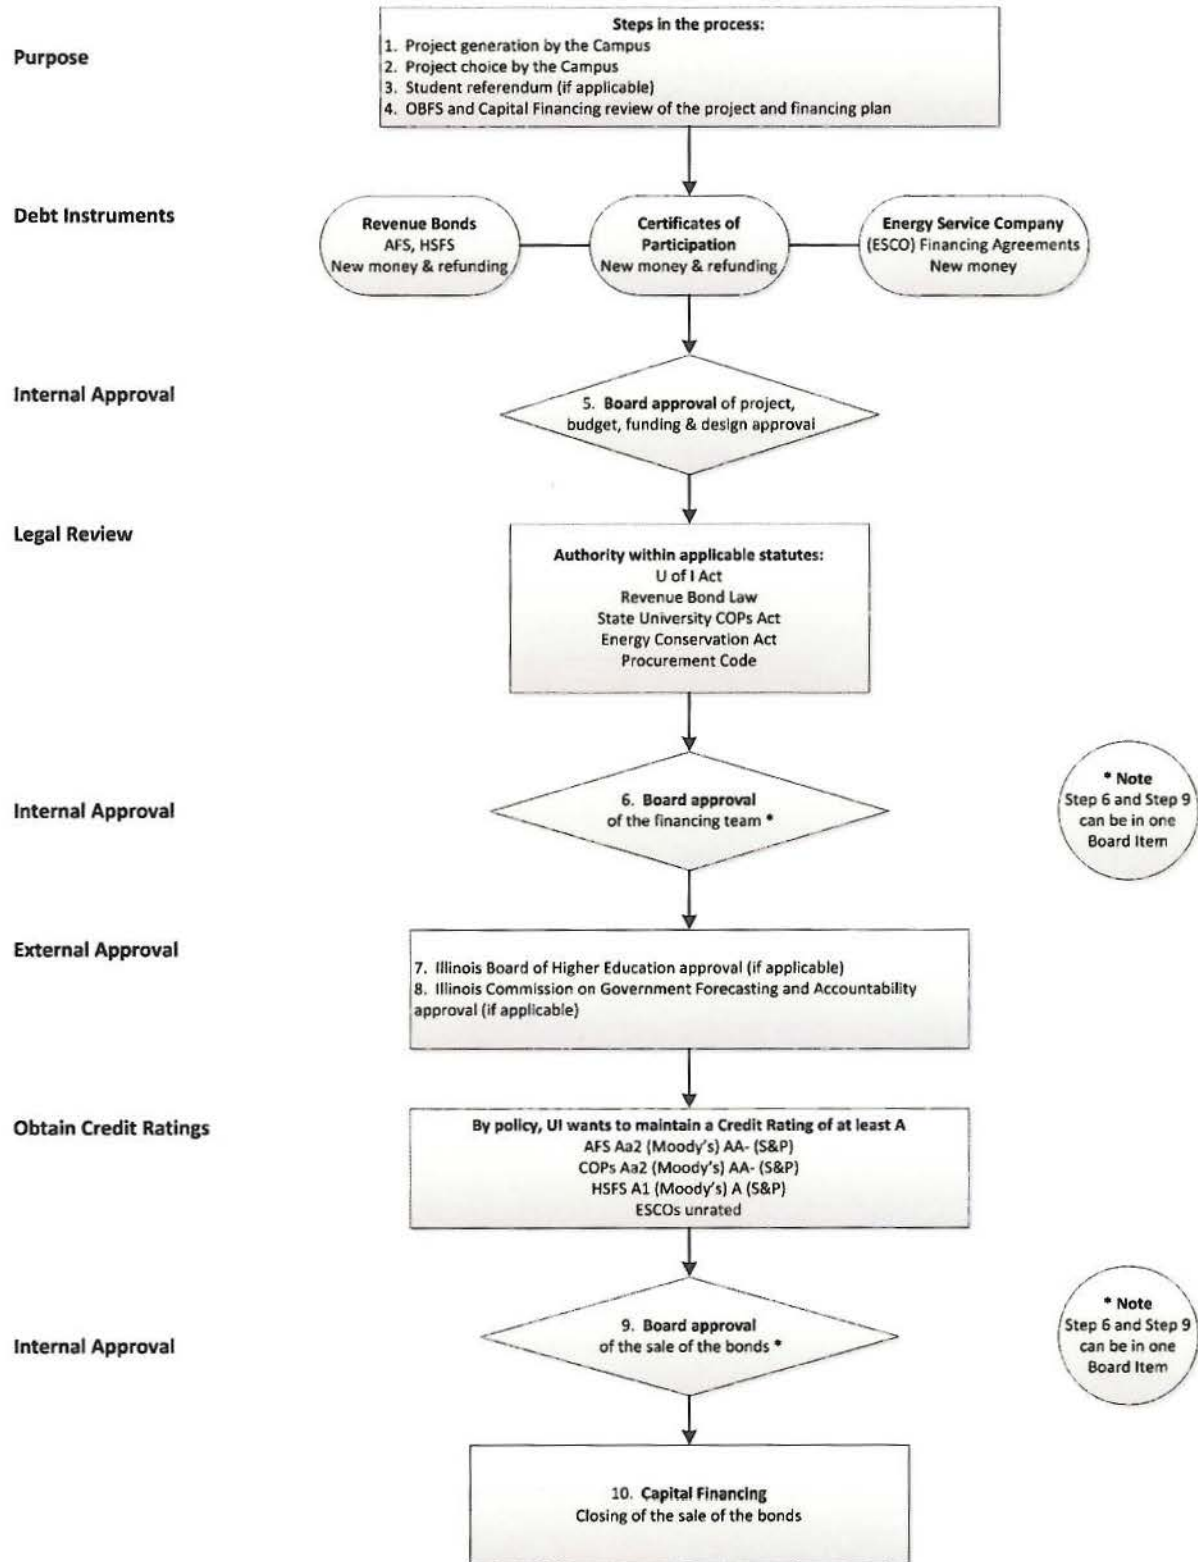 Purpose
Steps in the process:
1. Project generation by the Campus
2. Project choice by the Campus
3. Student referendum (if applicable)
4. OBFS and Capital Financing review of the project and financing plan
Debt Instruments
Revenue Bonds
AFS, HSFS
New money & refunding
Certificates of
Participation
New money & refunding
Energy Service Company
(ESCO) Financing Agreements
New money
Internal Approval
5. Board approval of project,
budget, funding & design approval
Legal Review
Authority within applicable statutes:
U of I Act
Revenue Bond Law
State University COPs Act
Energy Conservation Act
Procurement Code
Internal Approval
6. Board approval
of the financing team *
* Note
Step 6 and Step 9
can be in one
Board Item
External Approval
7. Illinois Board of Higher Education approval (if applicable)
8. Illinois Commission on Government Forecasting and Accountability
approval (if applicable)
Obtain Credit Ratings
By policy, UI wants to maintain a Credit Rating of at least A
AFS Aa2 (Moody's) AA- (S&P)
COPs Aa2 (Moody's) AA- (S&P)
HSFS A1 (Moody's) A (S&P)
ESCOs unrated
Internal Approval
9. Board approval
of the sale of the bonds *
* Note
Step 6 and Step 9
can be in one
Board Item
10. Capital Financing
Closing of the sale of the bonds